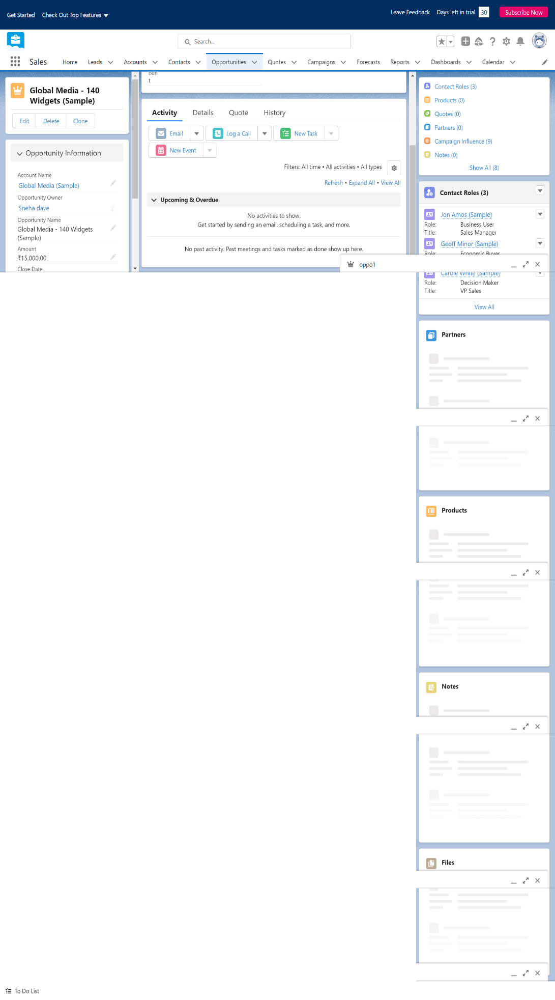 Get Started Check Out Top Features
Leave Feedback Days left in trial 30 Subscribe Now
Search...
Sales Home Leads Accounts Contacts Opportunities Quotes Campaigns Forecasts Reports Dashboards Calendar
Global Media - 140
Widgets (Sample)
Edit Delete Clone
Opportunity Information
Account Name
Global Media (Sample)
Opportunity Owner
Sneha dave
Opportunity Name
Global Media - 140 Widgets
(Sample)
Amount
₹15,000.00
Close Date
oun
t
Activity Details Quote History
Email Log a Call New Task
New Event
Filters: All time • All activities • All types
Refresh • Expand All • View All
Upcoming & Overdue
No activities to show.
Get started by sending an email, scheduling a task, and more.
No past activity. Past meetings and tasks marked as done show up here.
oppo1
Contact Roles (3)
Products (0)
Quotes (0)
Partners (0)
Campaign Influence (9)
Notes (0)
Show All (8)
Contact Roles (3)
Jon Amos (Sample)
Role: Business User
Title: Sales Manager
Geoff Minor (Sample)
Role: Economic Buyer
Carole White (Sample)
Role: Decision Maker
Title: VP Sales
View All
Partners
Products
Notes
Files
To Do List